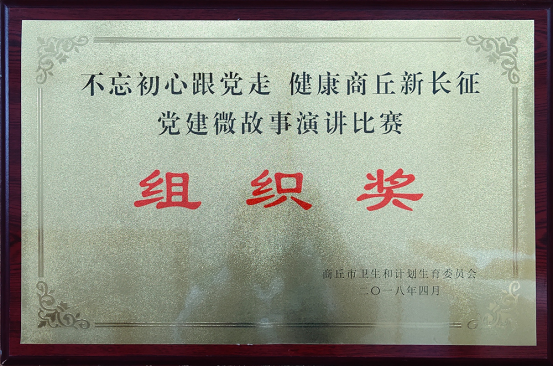 不忘初心跟党走 健康商丘新长征
党建微故事演讲比赛
组织奖
商丘市卫生和计划生育委员会
二〇一八年四月